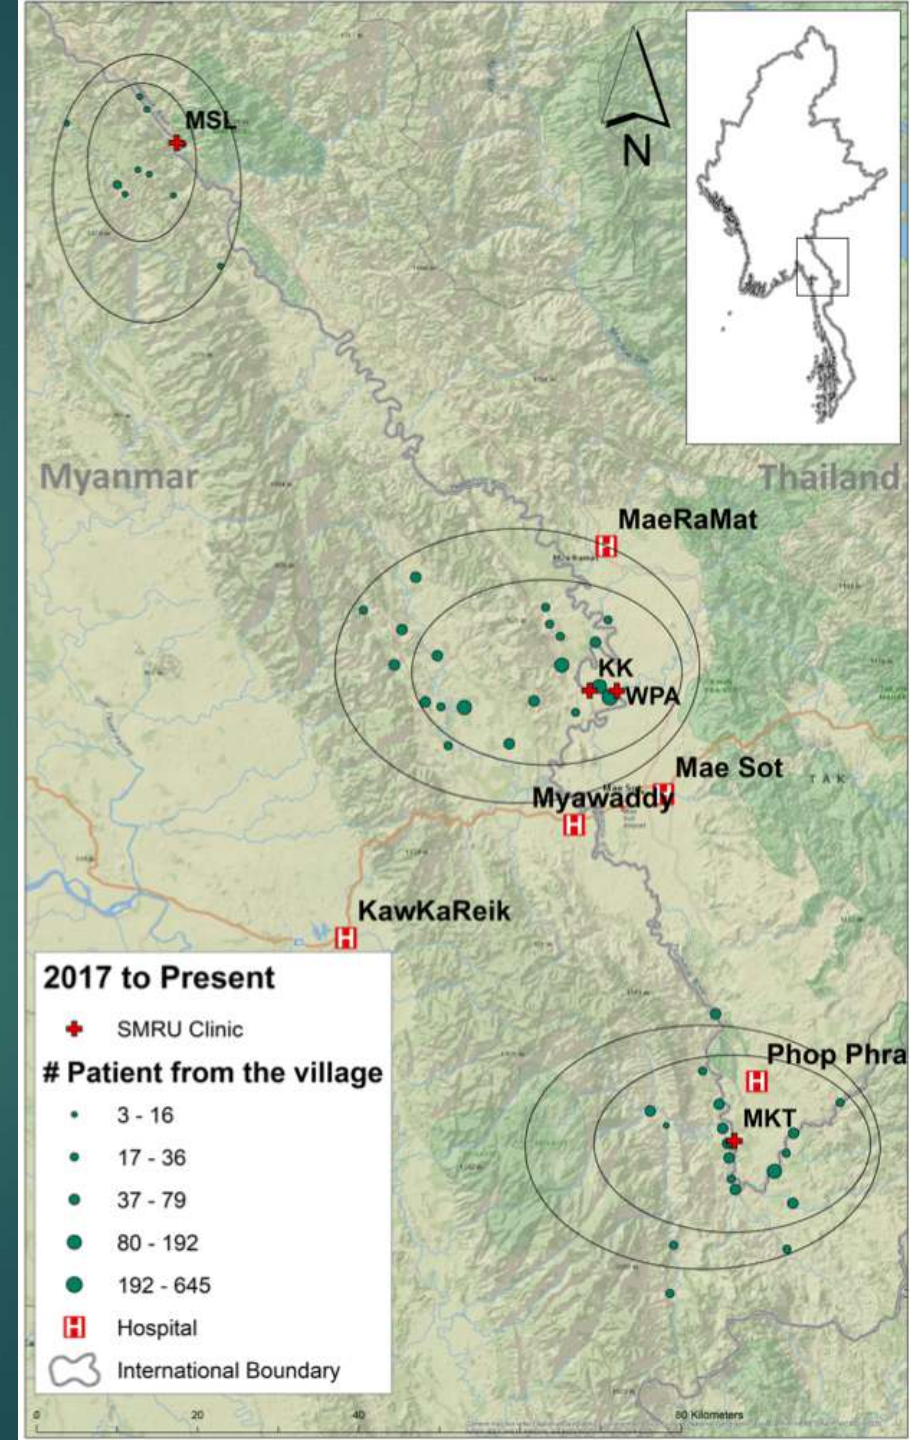 MSL
N
Myanmar
Thailand
MaeRaMat
KK
WPA
Mae Sot
TAK
Myawaddy
KawKaReik
Phop Phra
MKT
2017 to Present
SMRU Clinic
# Patient from the village
3 - 16
17 - 36
37 - 79
80 - 192
192 - 645
Hospital
International Boundary
0 20 40 80 Kilometers